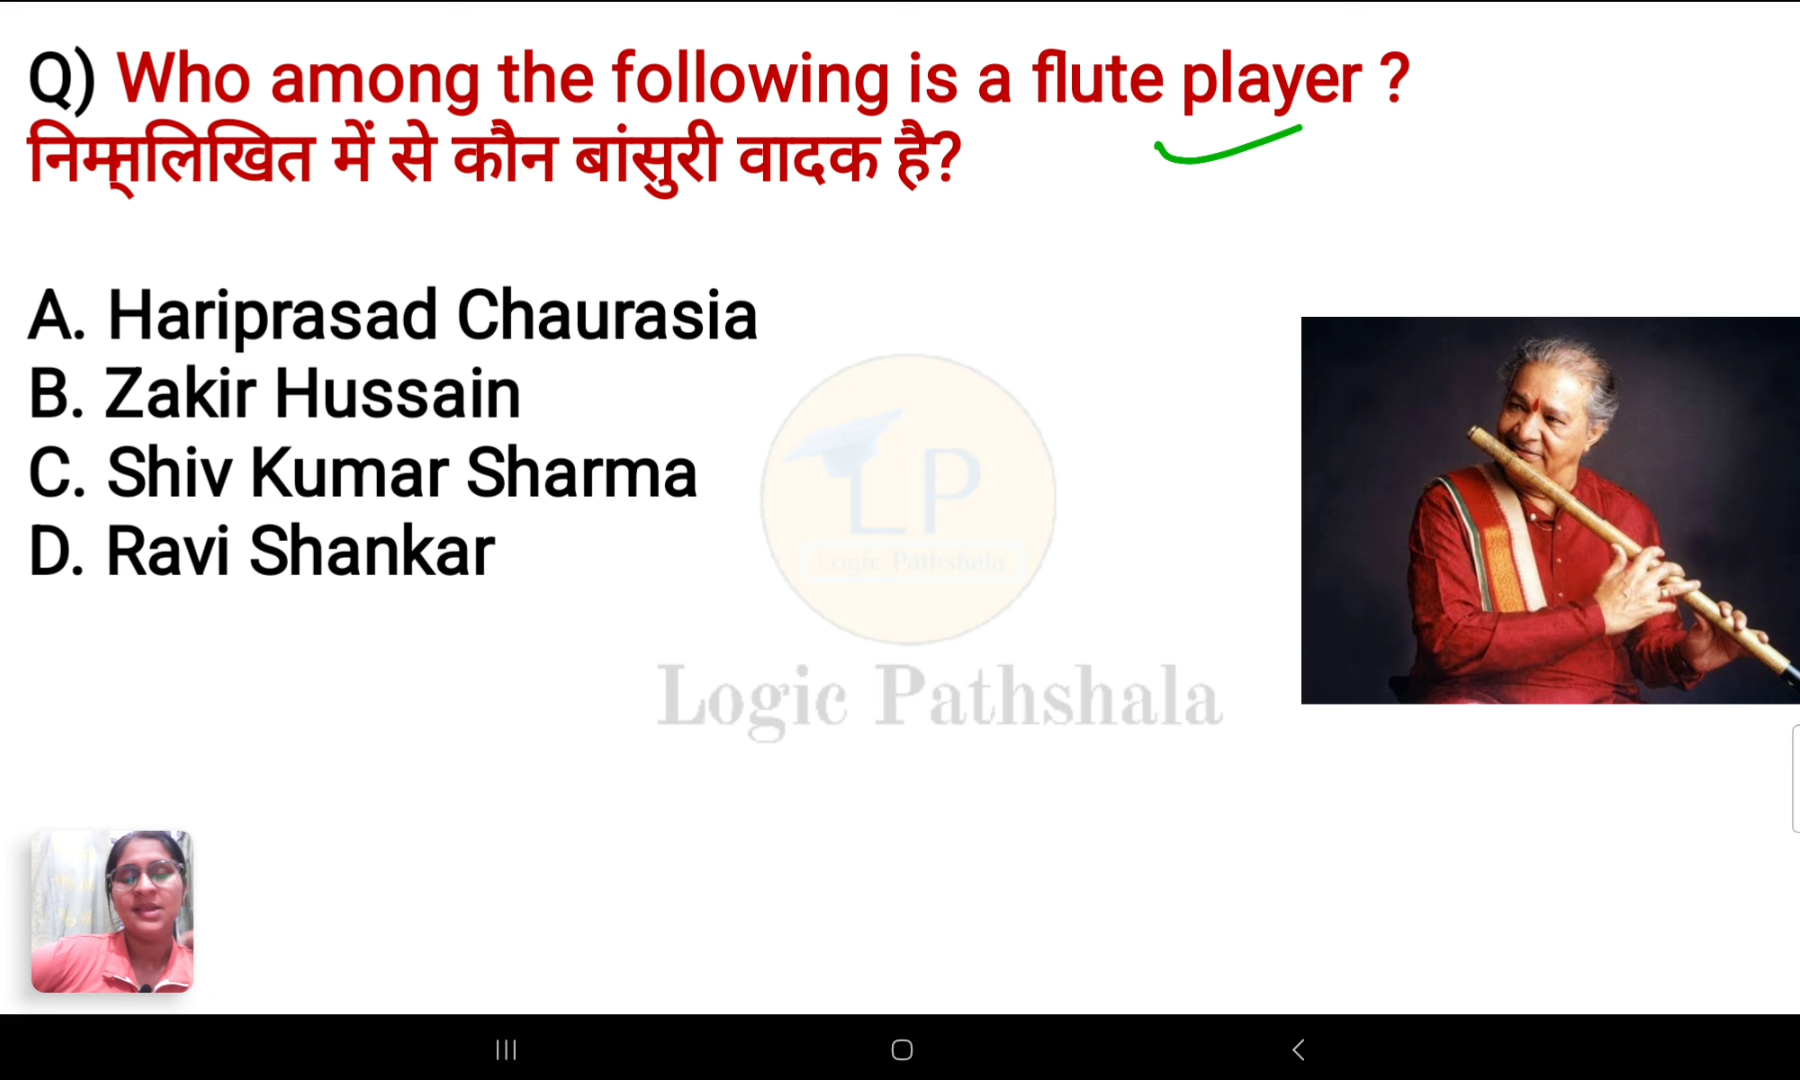 Q) Who among the following is a flute player ?
निम्नलिखित में से कौन बांसुरी वादक है?
A. Hariprasad Chaurasia
B. Zakir Hussain
C. Shiv Kumar Sharma
D. Ravi Shankar
LP
Logic Pathshala
Logic Pathshala